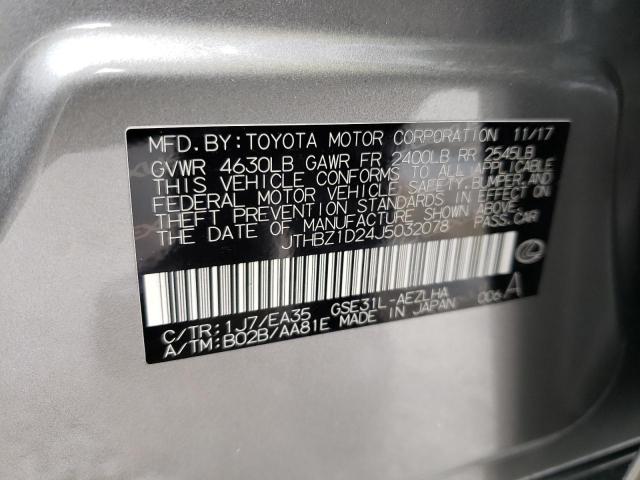 MFD. BY: TOYOTA MOTOR CORPORATION 11/17
GVWR 4630LB GAWR FR 2400LB RR 2545LB
THIS VEHICLE CONFORMS TO ALL APPLICABLE
FEDERAL MOTOR VEHICLE SAFETY, BUMPER, AND
THEFT PREVENTION STANDARDS IN EFFECT ON
THE DATE OF MANUFACTURE SHOWN ABOVE.
JTHBZ1D24J5032078 PASS. CAR
C/TR: 1J7/EA35 GSE31L-AEZLHA 006 A
A/TM: B02B/AA81E MADE IN JAPAN